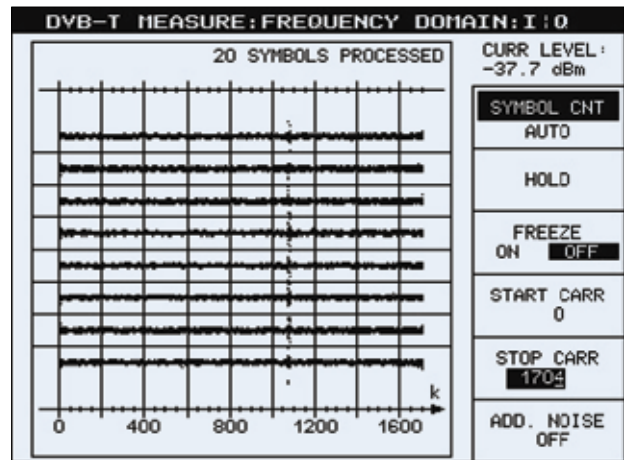 DVB-T MEASURE:FREQUENCY DOMAIN:I¦Q
20 SYMBOLS PROCESSED
CURR LEVEL:
-37.7 dBm
SYMBOL CNT
AUTO
HOLD
FREEZE
ON OFF
START CARR
0
STOP CARR
1704
ADD. NOISE
OFF
k
0 400 800 1200 1600